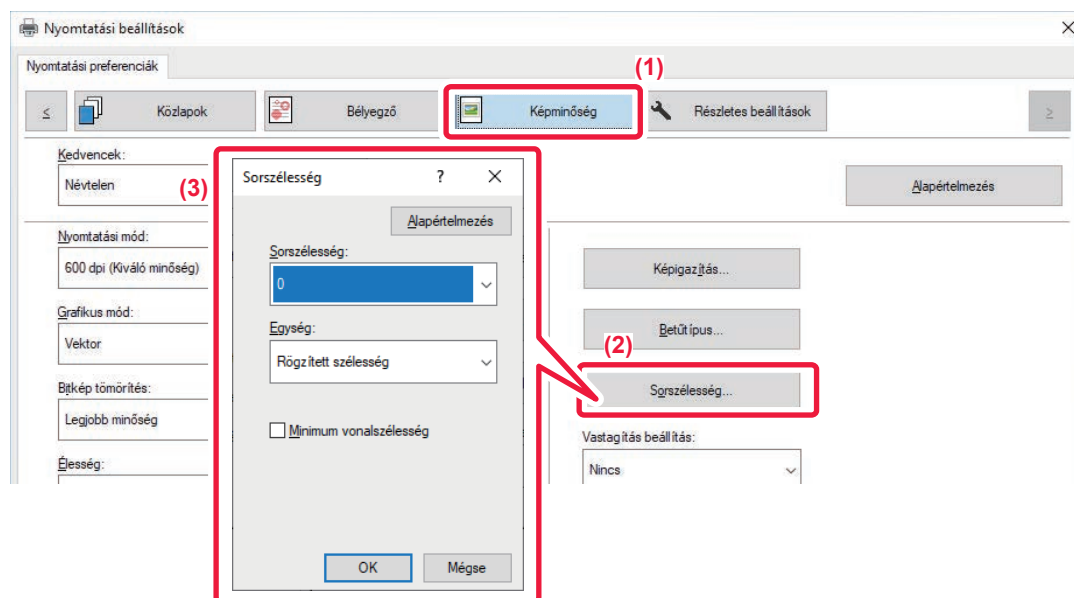 Nyomtatási beállítások
Nyomtatási preferenciák
(1)
≤
Közlapok
Bélyegző
Képminőség
Részletes beállítások
≥
Kedvencek:
Névtelen
Alapértelmezés
(3)
Sorszélesség
?
Alapértelmezés
Sorszélesség:
0
Egység:
Rögzített szélesség
Minimum vonalszélesség
OK
Mégse
Nyomtatási mód:
600 dpi (Kiváló minőség)
Grafikus mód:
Vektor
Bitkép tömörítés:
Legjobb minőség
Élesség:
Képigazítás...
Betűtípus...
(2)
Sorszélesség...
Vastagítás beállítás:
Nincs